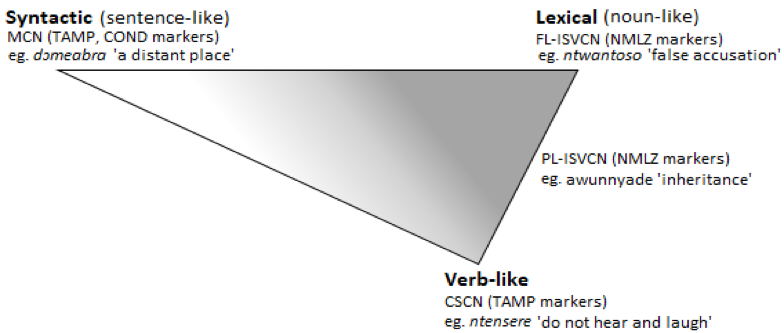 Syntactic (sentence-like)
MCN (TAMP, COND markers)
eg. dɔmeabra 'a distant place'
Lexical (noun-like)
FL-ISVCN (NMLZ markers)
eg. ntwantoso 'false accusation'
PL-ISVCN (NMLZ markers)
eg. awunnyade 'inheritance'
Verb-like
CSCN (TAMP markers)
eg. ntensere 'do not hear and laugh'